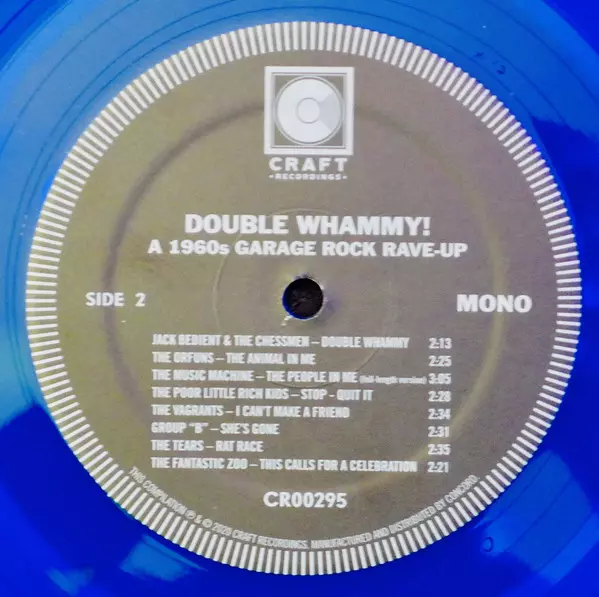 CRAFT
RECORDINGS
DOUBLE WHAMMY!
A 1960s GARAGE ROCK RAVE-UP
SIDE 2
MONO
JACK BEDIENT & THE CHESSMEN – DOUBLE WHAMMY 2:13
THE ORFUNS – THE ANIMAL IN ME 2:25
THE MUSIC MACHINE – THE PEOPLE IN ME (full-length version) 3:05
THE POOR LITTLE RICH KIDS – STOP - QUIT IT 2:28
THE VAGRANTS – I CAN'T MAKE A FRIEND 2:34
GROUP "B" – SHE'S GONE 2:31
THE TEARS – RAT RACE 2:35
THE FANTASTIC ZOO – THIS CALLS FOR A CELEBRATION 2:21
CR00295
THIS COMPILATION ℗ & © 2020 CRAFT RECORDINGS. MANUFACTURED AND DISTRIBUTED BY CONCORD.